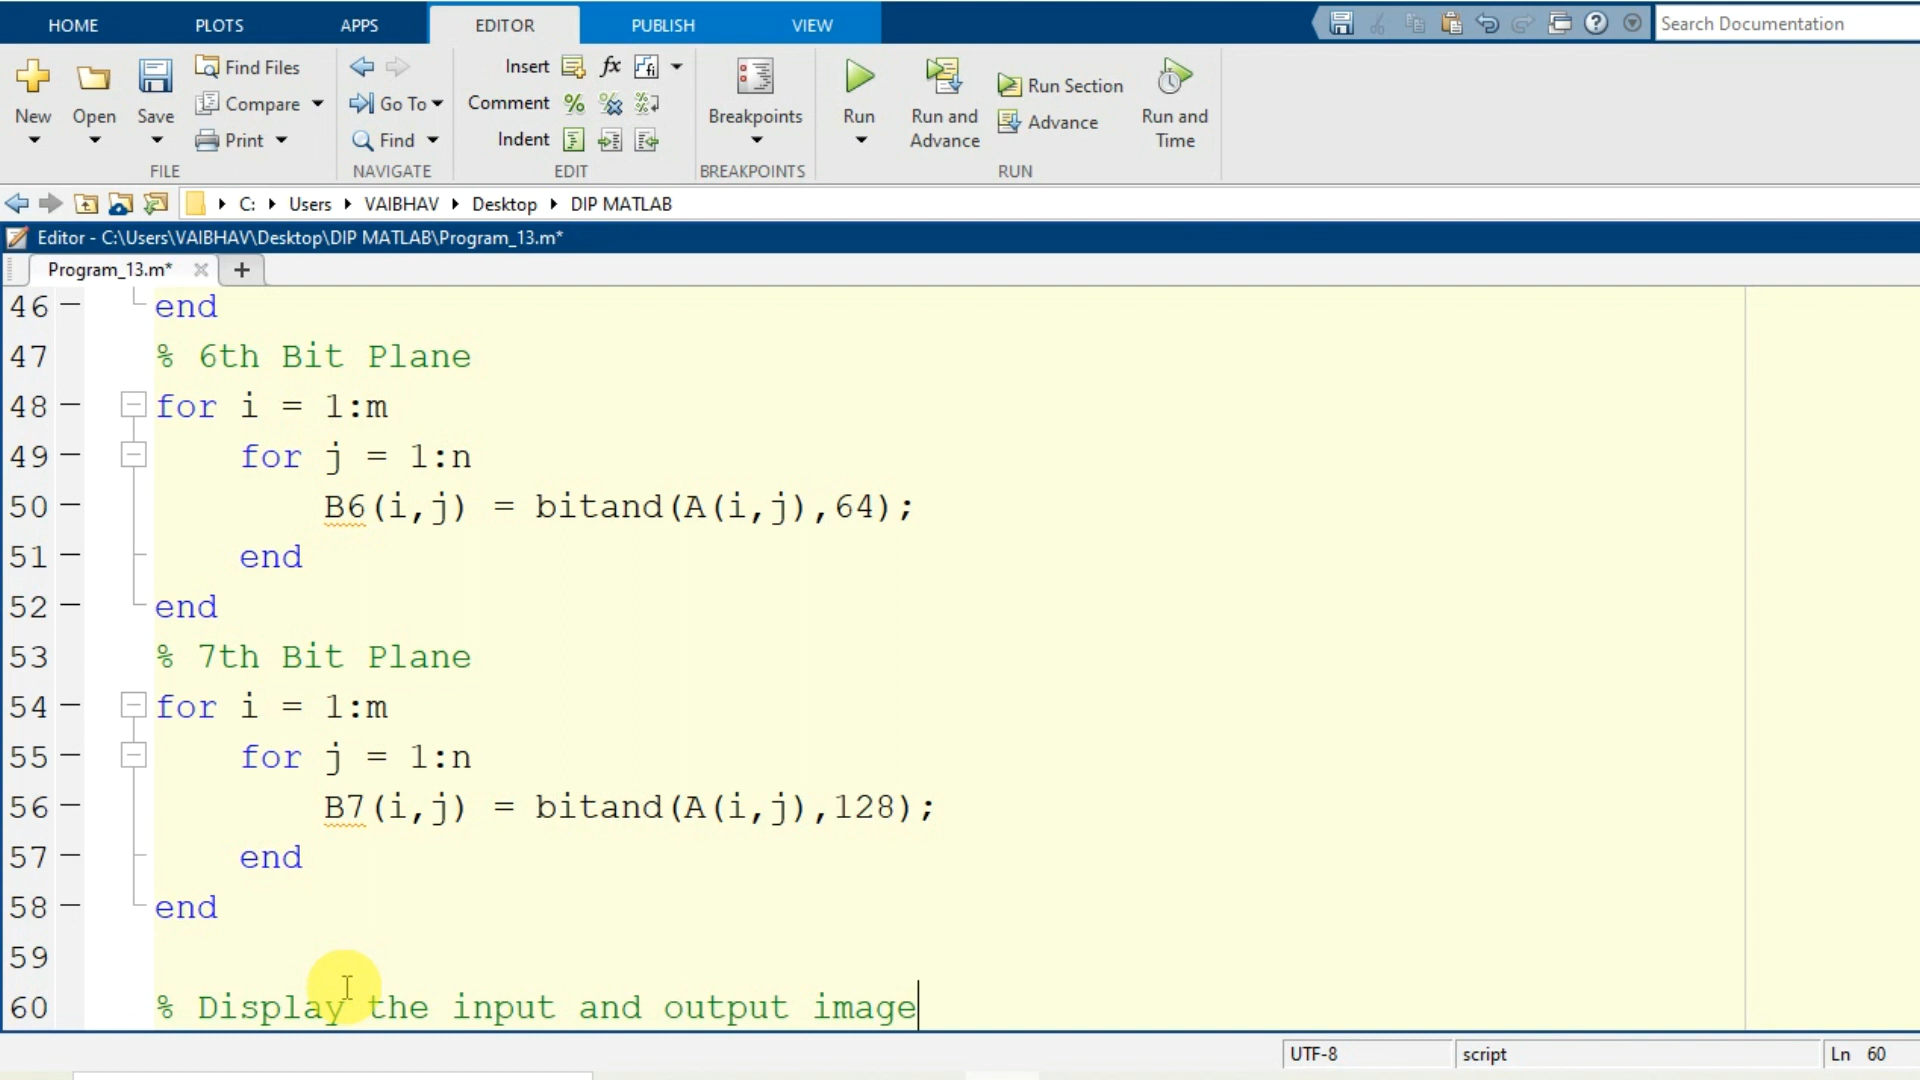 HOME PLOTS APPS EDITOR PUBLISH VIEW Search Documentation
New Open Save Find Files Compare Print Go To Find Insert fx Comment Indent Breakpoints Run Run and Advance Run Section Advance Run and Time
FILE NAVIGATE EDIT BREAKPOINTS RUN
C: Users VAIBHAV Desktop DIP MATLAB
Editor - C:\Users\VAIBHAV\Desktop\DIP MATLAB\Program_13.m*
Program_13.m* +
46 end
47 % 6th Bit Plane
48 for i = 1:m
49 for j = 1:n
50 B6(i,j) = bitand(A(i,j),64);
51 end
52 end
53 % 7th Bit Plane
54 for i = 1:m
55 for j = 1:n
56 B7(i,j) = bitand(A(i,j),128);
57 end
58 end
59
60 % Display the input and output image
UTF-8 script Ln 60